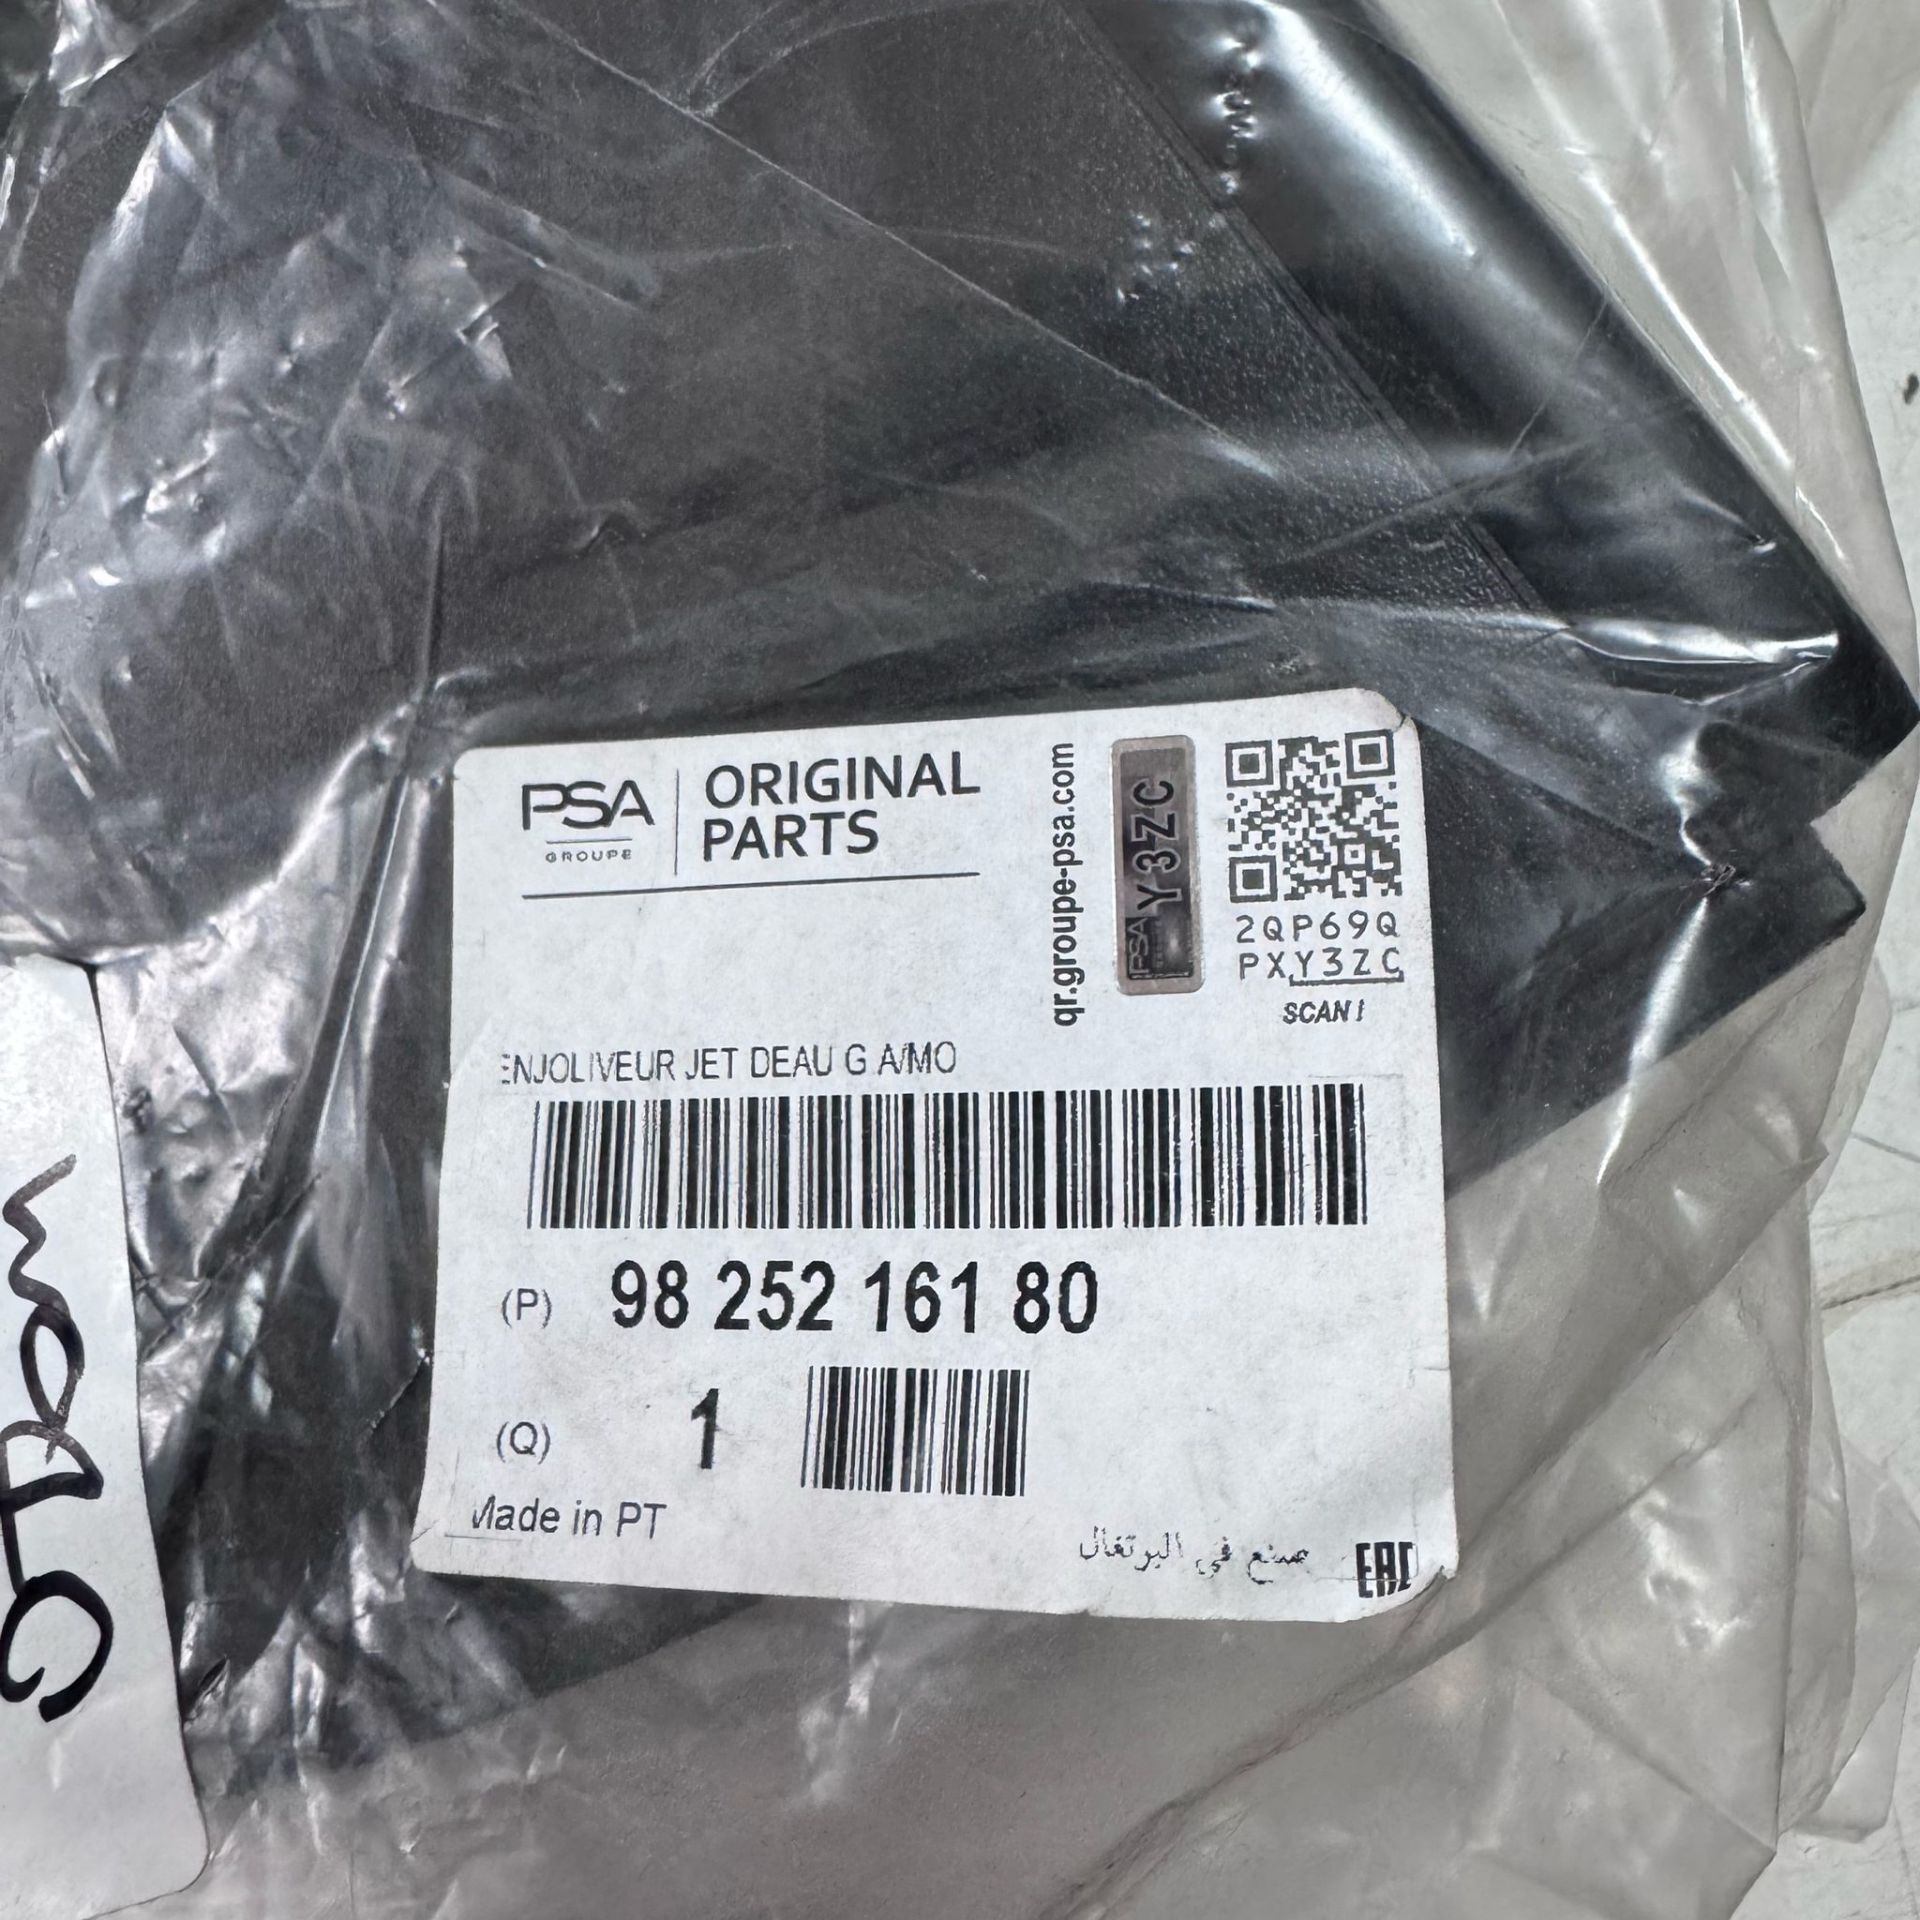 PSA
GROUPE
ORIGINAL
PARTS
qr.groupe-psa.com
PSA
Y3ZC
2QP69Q
PXY3ZC
SCAN !
ENJOLIVEUR JET DEAU G A/MO
(P) 98 252 161 80
(Q) 1
Made in PT
صنع في البرتغال
EAC